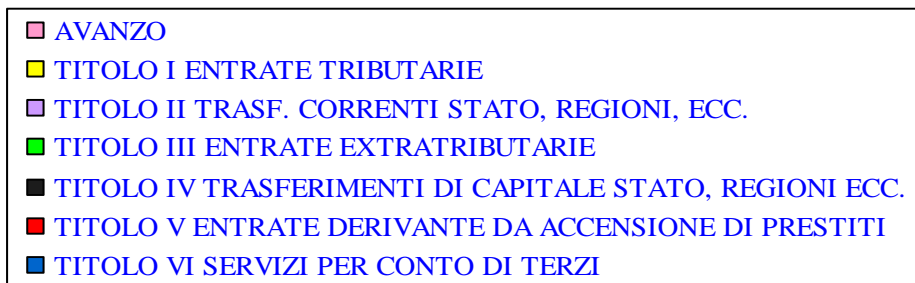 AVANZO
TITOLO I ENTRATE TRIBUTARIE
TITOLO II TRASF. CORRENTI STATO, REGIONI, ECC.
TITOLO III ENTRATE EXTRATRIBUTARIE
TITOLO IV TRASFERIMENTI DI CAPITALE STATO, REGIONI ECC.
TITOLO V ENTRATE DERIVANTE DA ACCENSIONE DI PRESTITI
TITOLO VI SERVIZI PER CONTO DI TERZI